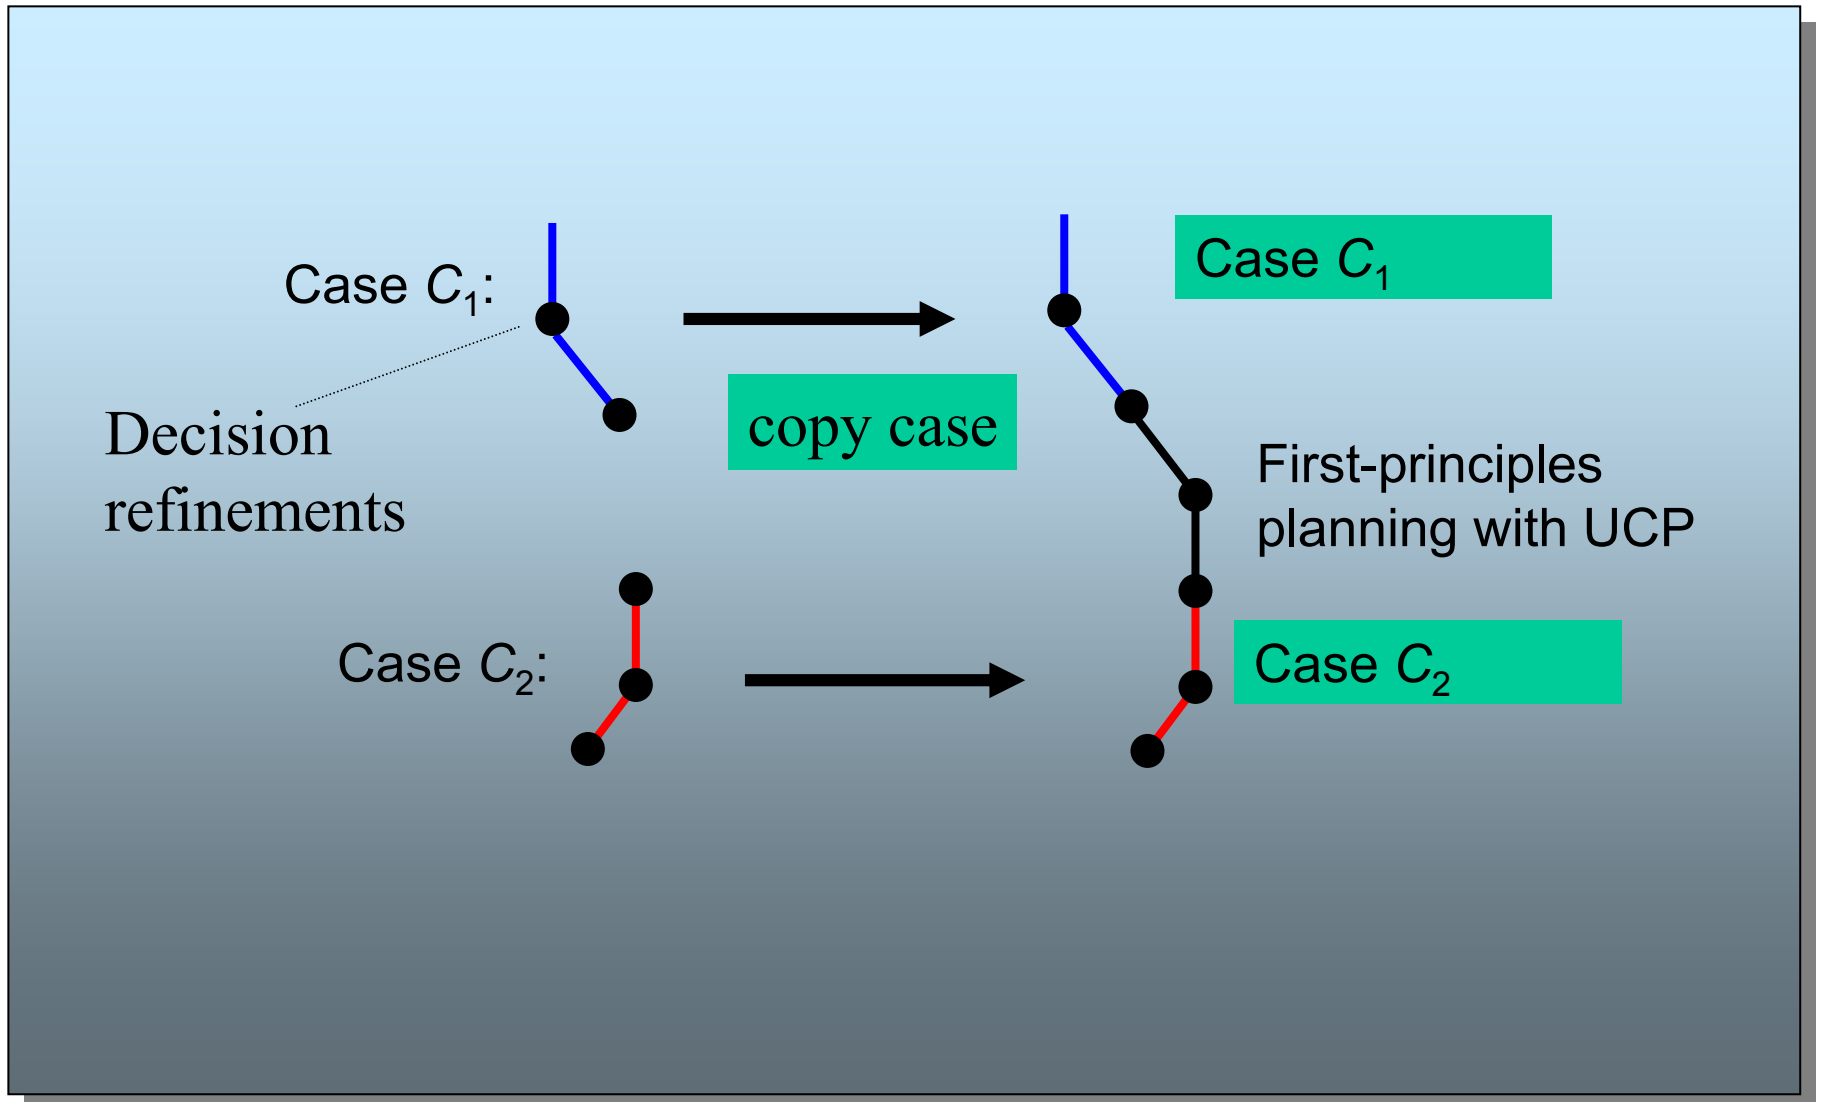 Case C₁:
Case C₁
Decision
refinements
copy case
First-principles
planning with UCP
Case C₂:
Case C₂